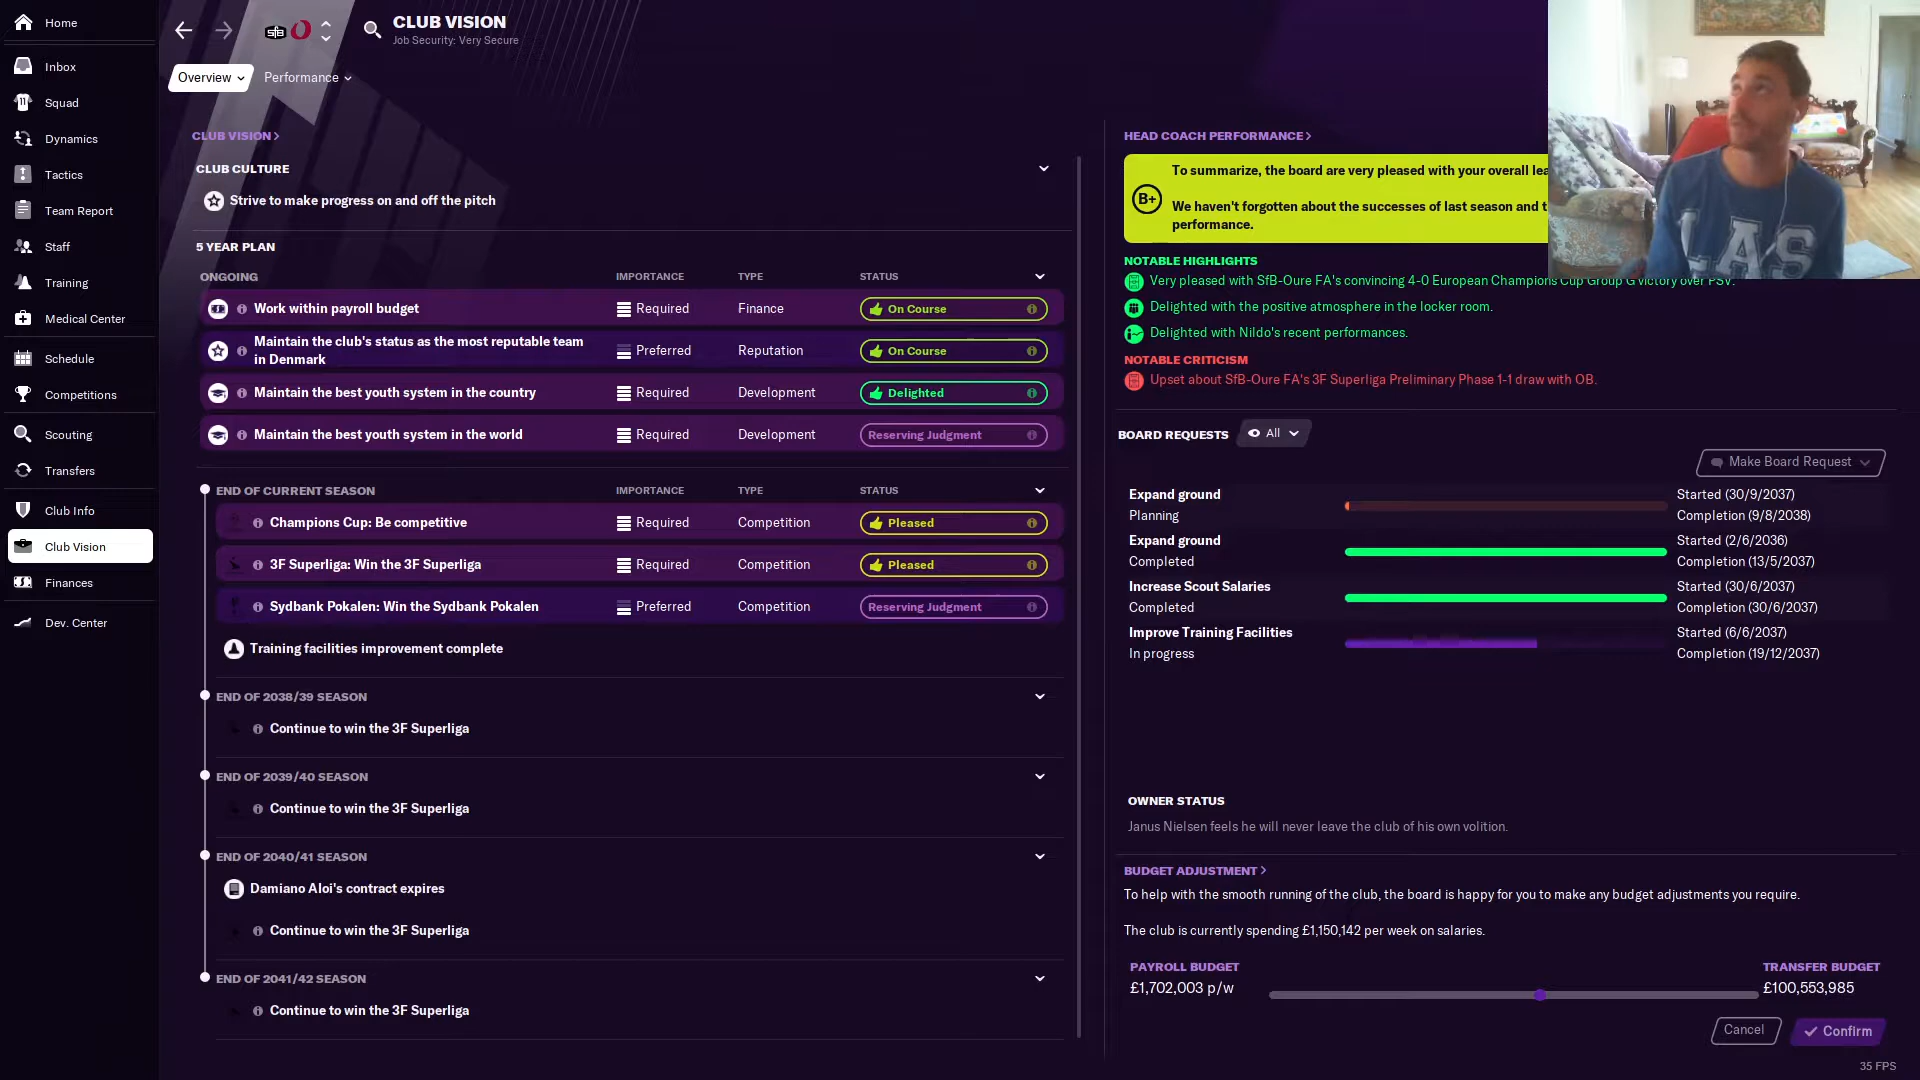 Home
Inbox
Squad
Dynamics
Tactics
Team Report
Staff
Training
Medical Center
Schedule
Competitions
Scouting
Transfers
Club Info
Club Vision
Finances
Dev. Center
CLUB VISION
Job Security: Very Secure
Overview
Performance
CLUB VISION >
CLUB CULTURE
Strive to make progress on and off the pitch
5 YEAR PLAN
ONGOING IMPORTANCE TYPE STATUS
Work within payroll budget Required Finance On Course
Maintain the club's status as the most reputable team
in Denmark Preferred Reputation On Course
Maintain the best youth system in the country Required Development Delighted
Maintain the best youth system in the world Required Development Reserving Judgment
END OF CURRENT SEASON IMPORTANCE TYPE STATUS
Champions Cup: Be competitive Required Competition Pleased
3F Superliga: Win the 3F Superliga Required Competition Pleased
Sydbank Pokalen: Win the Sydbank Pokalen Preferred Competition Reserving Judgment
Training facilities improvement complete
END OF 2038/39 SEASON
Continue to win the 3F Superliga
END OF 2039/40 SEASON
Continue to win the 3F Superliga
END OF 2040/41 SEASON
Damiano Aloi's contract expires
Continue to win the 3F Superliga
END OF 2041/42 SEASON
Continue to win the 3F Superliga
HEAD COACH PERFORMANCE >
B+
To summarize, the board are very pleased with your overall
We haven't forgotten about the successes of last season and
performance.
NOTABLE HIGHLIGHTS
Very pleased with SfB-Oure FA's convincing 4-0 European Champions Cup Group G victory over PSV.
Delighted with the positive atmosphere in the locker room.
Delighted with Nildo's recent performances.
NOTABLE CRITICISM
Upset about SfB-Oure FA's 3F Superliga Preliminary Phase 1-1 draw with OB.
BOARD REQUESTS All
Make Board Request
Expand ground Started (30/9/2037)
Planning Completion (9/8/2038)
Expand ground Started (2/6/2036)
Completed Completion (13/5/2037)
Increase Scout Salaries Started (30/6/2037)
Completed Completion (30/6/2037)
Improve Training Facilities Started (6/6/2037)
In progress Completion (19/12/2037)
OWNER STATUS
Janus Nielsen feels he will never leave the club of his own volition.
BUDGET ADJUSTMENT >
To help with the smooth running of the club, the board is happy for you to make any budget adjustments you require.
The club is currently spending £1,150,142 per week on salaries.
PAYROLL BUDGET TRANSFER BUDGET
£1,702,003 p/w £100,553,985
Cancel Confirm
35 FPS